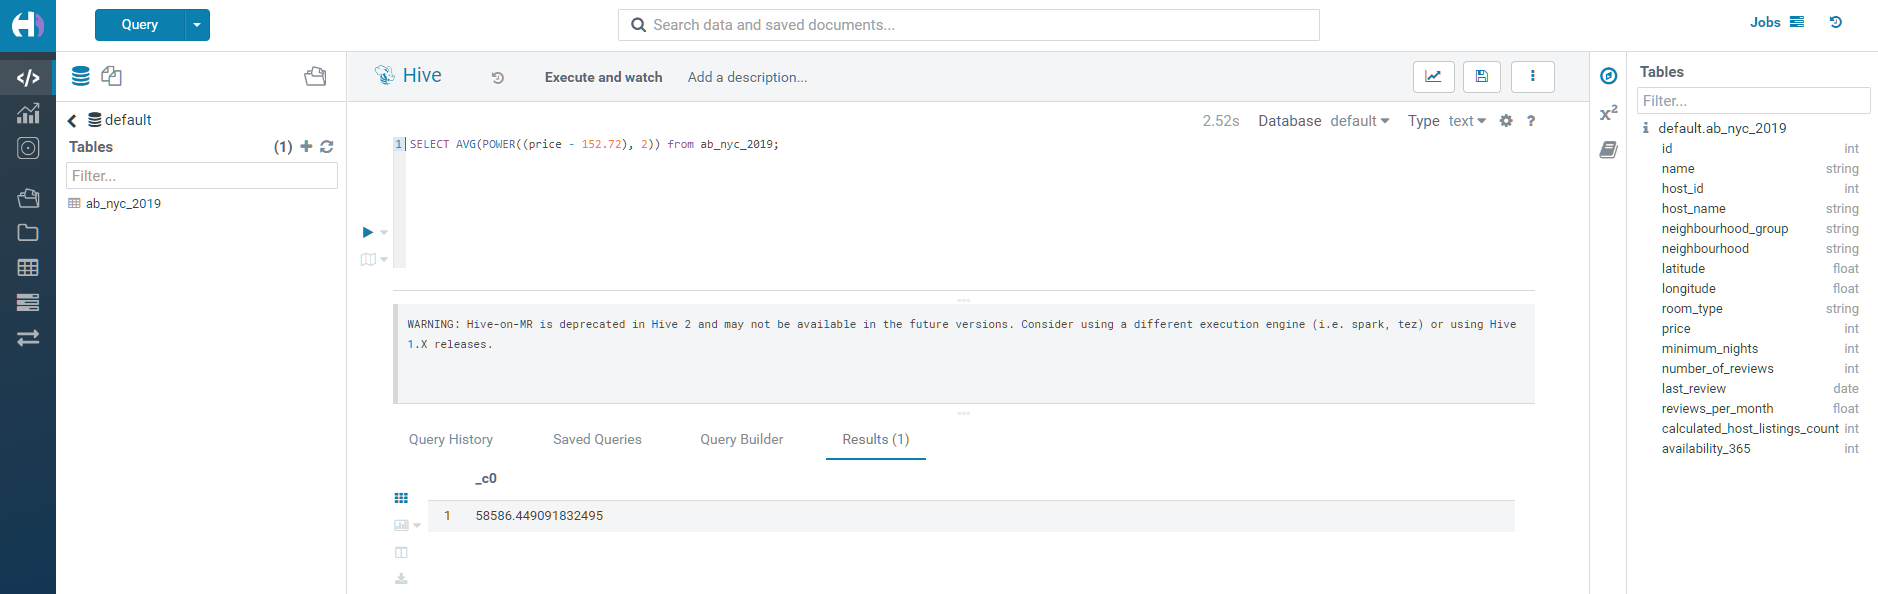 Query
Search data and saved documents...
Jobs
default
Tables
(1)
Filter...
ab_nyc_2019
Hive
Execute and watch
Add a description...
2.52s Database default Type text ?
1 SELECT AVG(POWER((price - 152.72), 2)) from ab_nyc_2019;
WARNING: Hive-on-MR is deprecated in Hive 2 and may not be available in the future versions. Consider using a different execution engine (i.e. spark, tez) or using Hive
1.X releases.
Query History Saved Queries Query Builder Results (1)
_c0
1 58586.449091832495
x²
Tables
Filter...
default.ab_nyc_2019
id int
name string
host_id int
host_name string
neighbourhood_group string
neighbourhood string
latitude float
longitude float
room_type string
price int
minimum_nights int
number_of_reviews int
last_review date
reviews_per_month float
calculated_host_listings_count int
availability_365 int